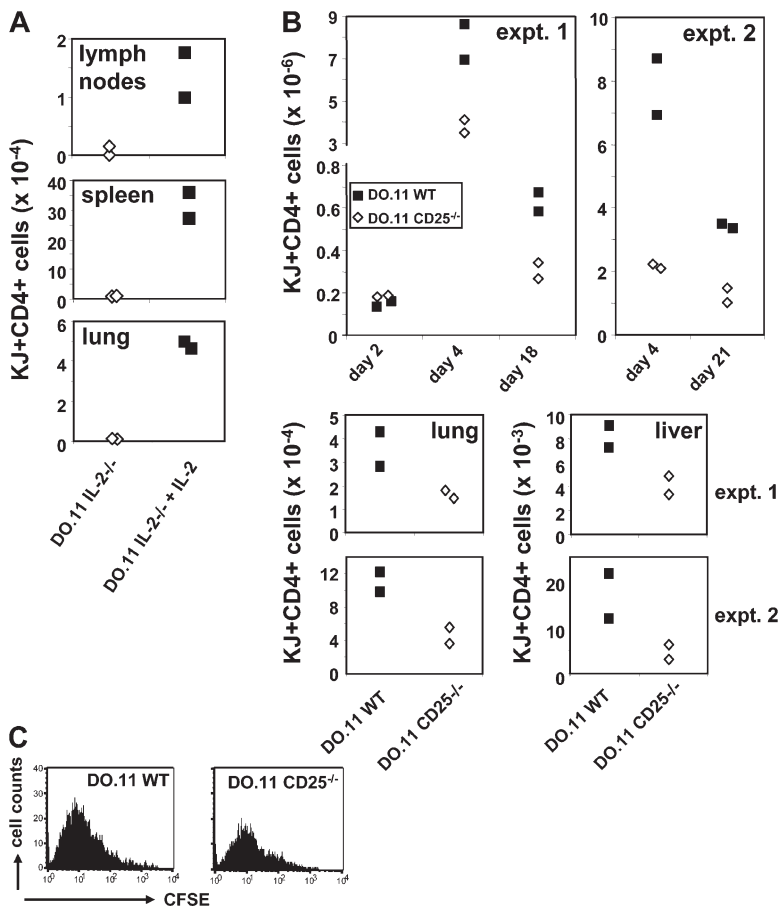 A
KJ+CD4+ cells (x 10-4)
lymph
nodes
2
1
0
spleen
40
30
20
10
0
lung
6
4
2
0
DO.11 IL-2-/-
DO.11 IL-2-/- + IL-2
B
KJ+CD4+ cells (x 10-6)
expt. 1
9
7
5
3
0.8
0.6
0.4
0.2
0
DO.11 WT
DO.11 CD25-/-
day 2
day 4
day 18
expt. 2
10
8
6
4
2
0
day 4
day 21
KJ+CD4+ cells (x 10-4)
lung
5
4
3
2
1
0
12
8
4
0
DO.11 WT
DO.11 CD25-/-
KJ+CD4+ cells (x 10-3)
liver
10
8
6
4
2
0
expt. 1
20
10
0
expt. 2
DO.11 WT
DO.11 CD25-/-
C
cell counts
40
30
20
10
0
DO.11 WT
100 101 102 103 104
DO.11 CD25-/-
100 101 102 103 104
CFSE